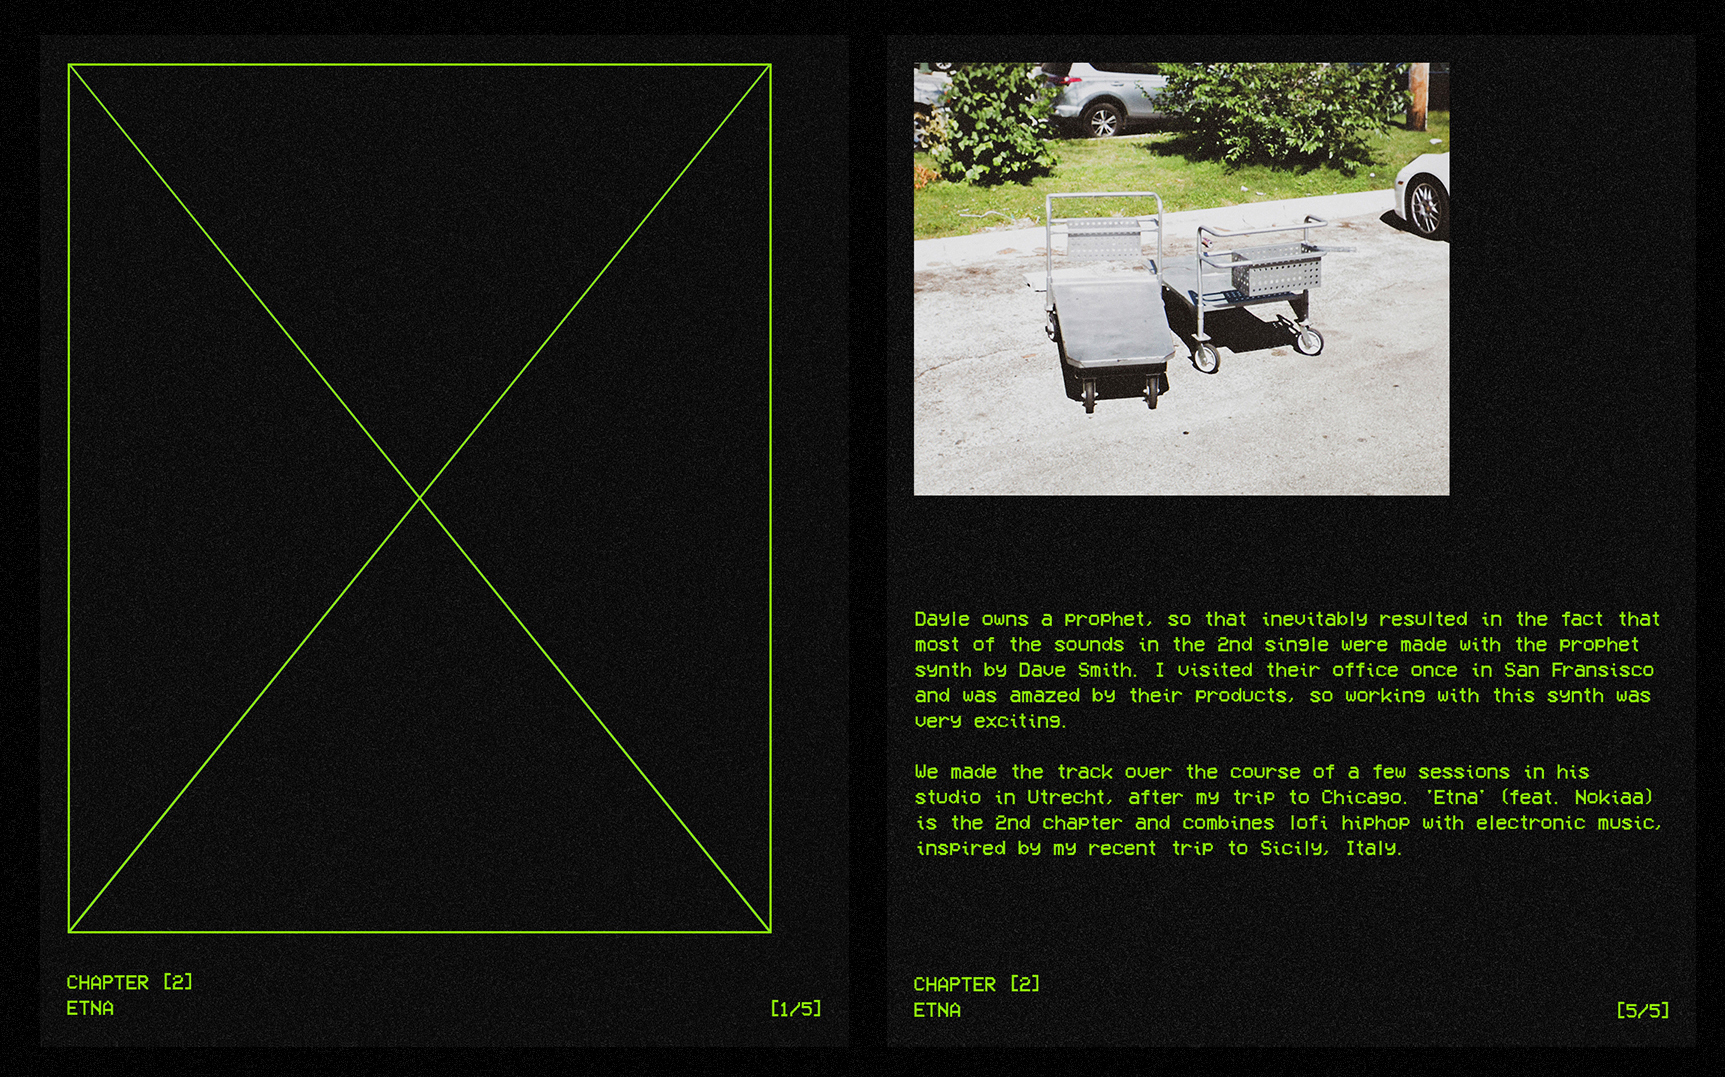 CHAPTER [2]
ETNA
[1/5]
Dayle owns a prophet, so that inevitably resulted in the fact that
most of the sounds in the 2nd single were made with the prophet
synth by Dave Smith. I visited their office once in San Fransisco
and was amazed by their products, so working with this synth was
very exciting.
We made the track over the course of a few sessions in his
studio in Utrecht, after my trip to Chicago. 'Etna' (feat. Nokiaa)
is the 2nd chapter and combines lofi hiphop with electronic music,
inspired by my recent trip to Sicily, Italy.
CHAPTER [2]
ETNA
[5/5]